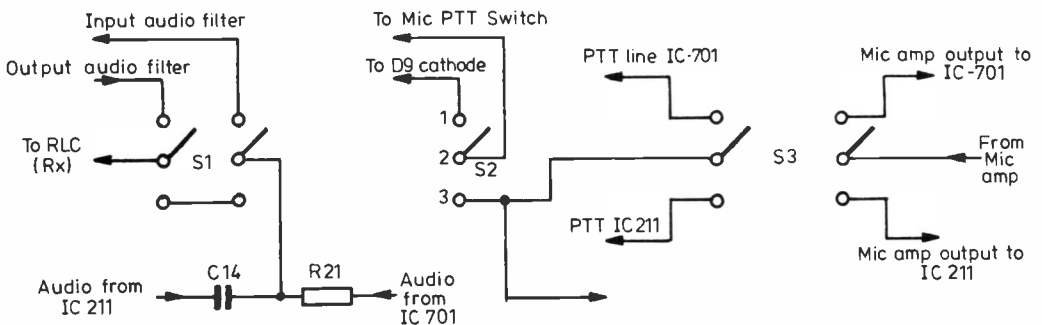 Input audio filter
Output audio filter
To RLC
(Rx)
S1
Audio from
IC 211
C14
R21
Audio
from
IC 701
To Mic PTT Switch
To D9 cathode
1
2
3
S2
PTT line IC-701
PTT IC211
S3
Mic amp output to
IC-701
From
Mic
amp
Mic amp output to
IC 211